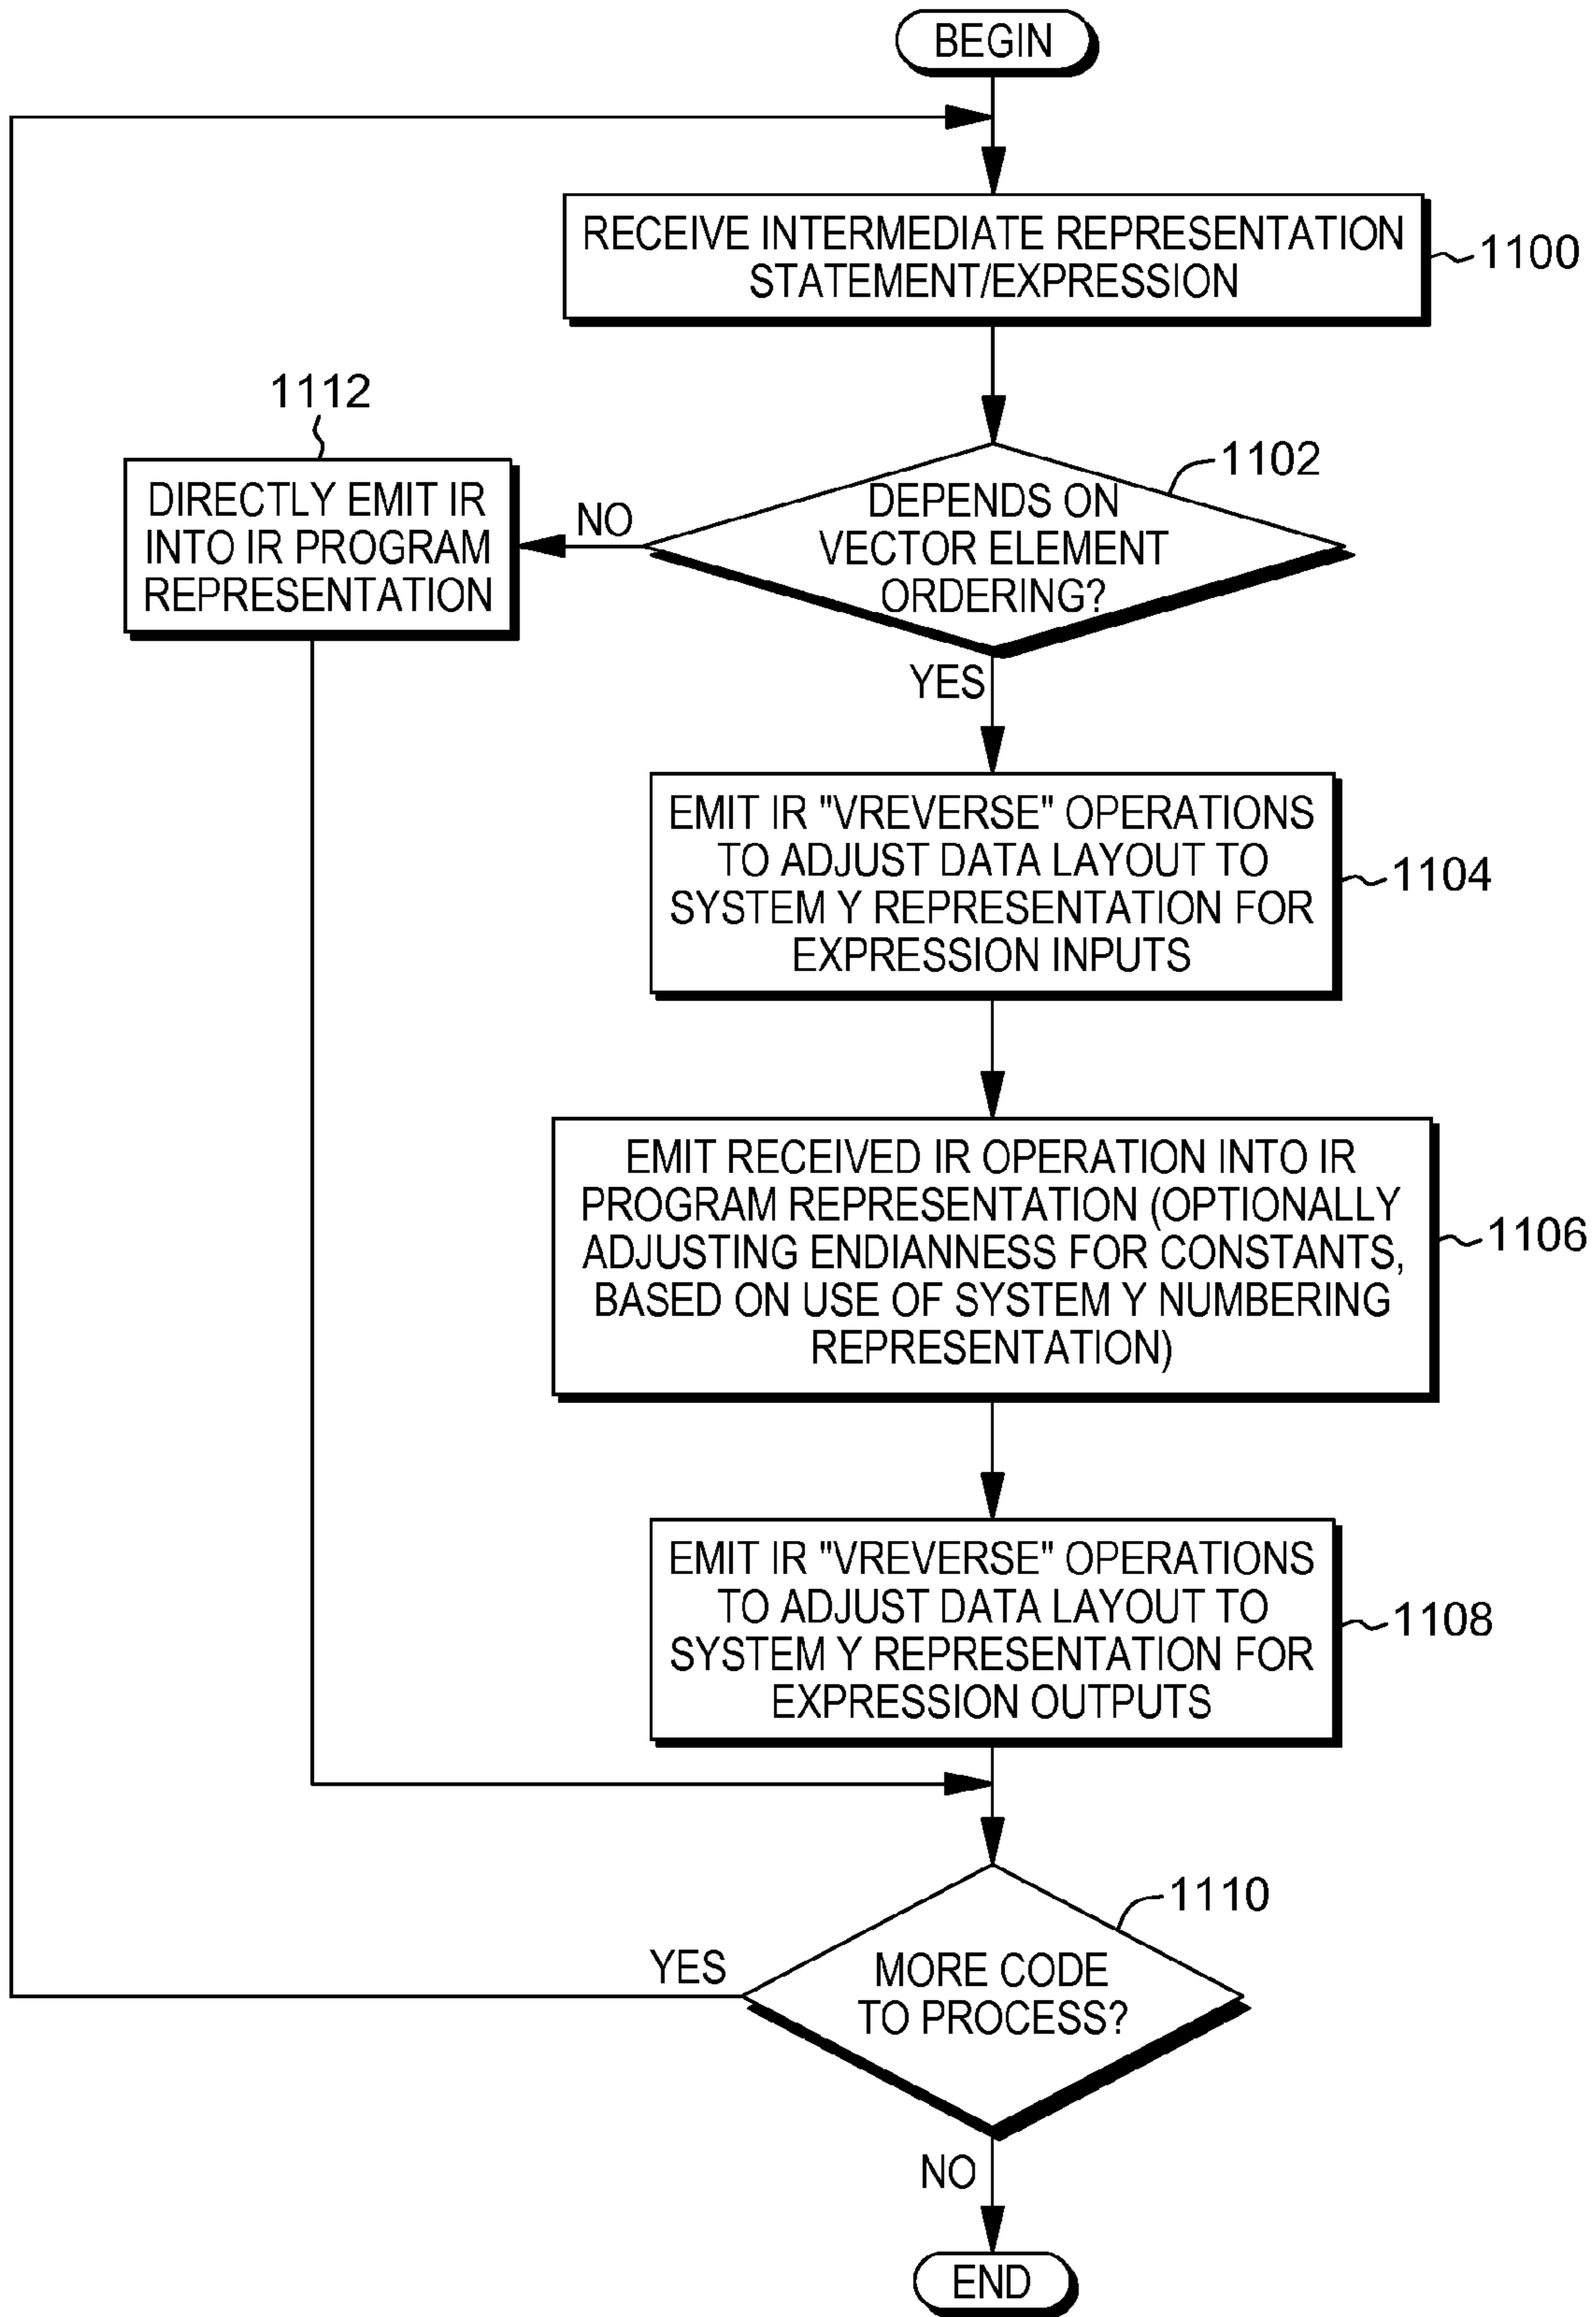 BEGIN
RECEIVE INTERMEDIATE REPRESENTATION
STATEMENT/EXPRESSION
1100
1112
DIRECTLY EMIT IR
INTO IR PROGRAM
REPRESENTATION
NO
1102
DEPENDS ON
VECTOR ELEMENT
ORDERING?
YES
EMIT IR "VREVERSE" OPERATIONS
TO ADJUST DATA LAYOUT TO
SYSTEM Y REPRESENTATION FOR
EXPRESSION INPUTS
1104
EMIT RECEIVED IR OPERATION INTO IR
PROGRAM REPRESENTATION (OPTIONALLY
ADJUSTING ENDIANNESS FOR CONSTANTS,
BASED ON USE OF SYSTEM Y NUMBERING
REPRESENTATION)
1106
EMIT IR "VREVERSE" OPERATIONS
TO ADJUST DATA LAYOUT TO
SYSTEM Y REPRESENTATION FOR
EXPRESSION OUTPUTS
1108
1110
YES
MORE CODE
TO PROCESS?
NO
END